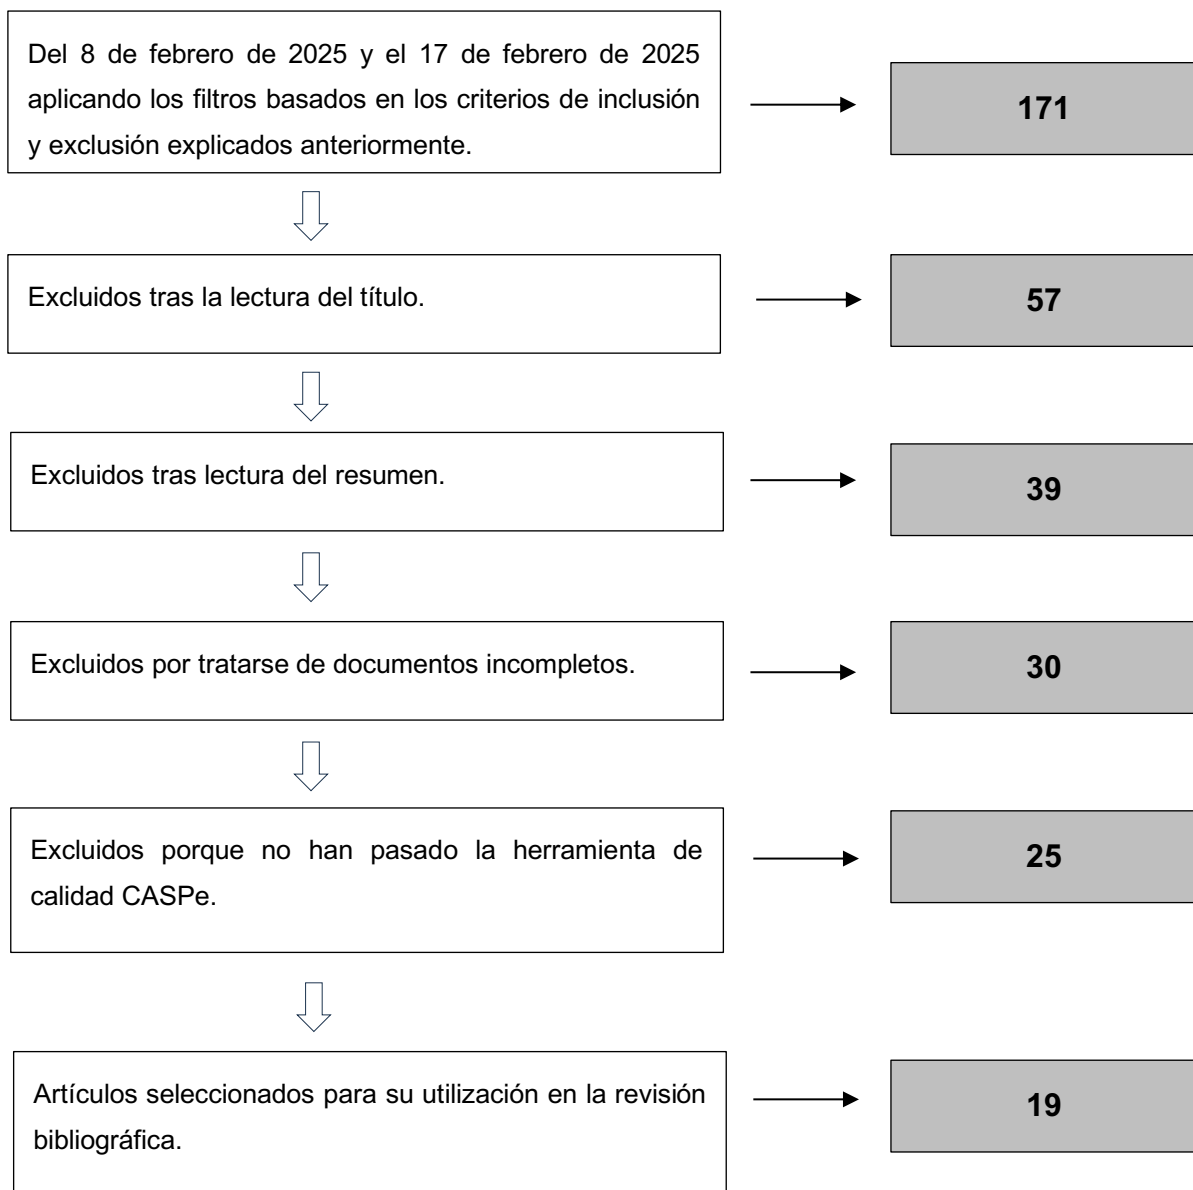 Del 8 de febrero de 2025 y el 17 de febrero de 2025
aplicando los filtros basados en los criterios de inclusión
y exclusión explicados anteriormente.
171
Excluidos tras la lectura del título.
57
Excluidos tras lectura del resumen.
39
Excluidos por tratarse de documentos incompletos.
30
Excluidos porque no han pasado la herramienta de
calidad CASPe.
25
Artículos seleccionados para su utilización en la revisión
bibliográfica.
19